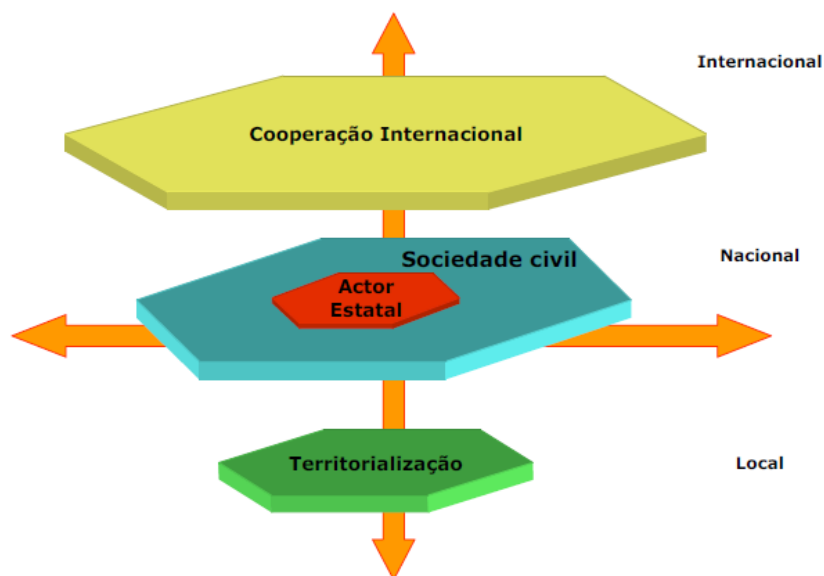 Internacional
Cooperação Internacional
Nacional
Sociedade civil
Actor
Estatal
Territorialização
Local